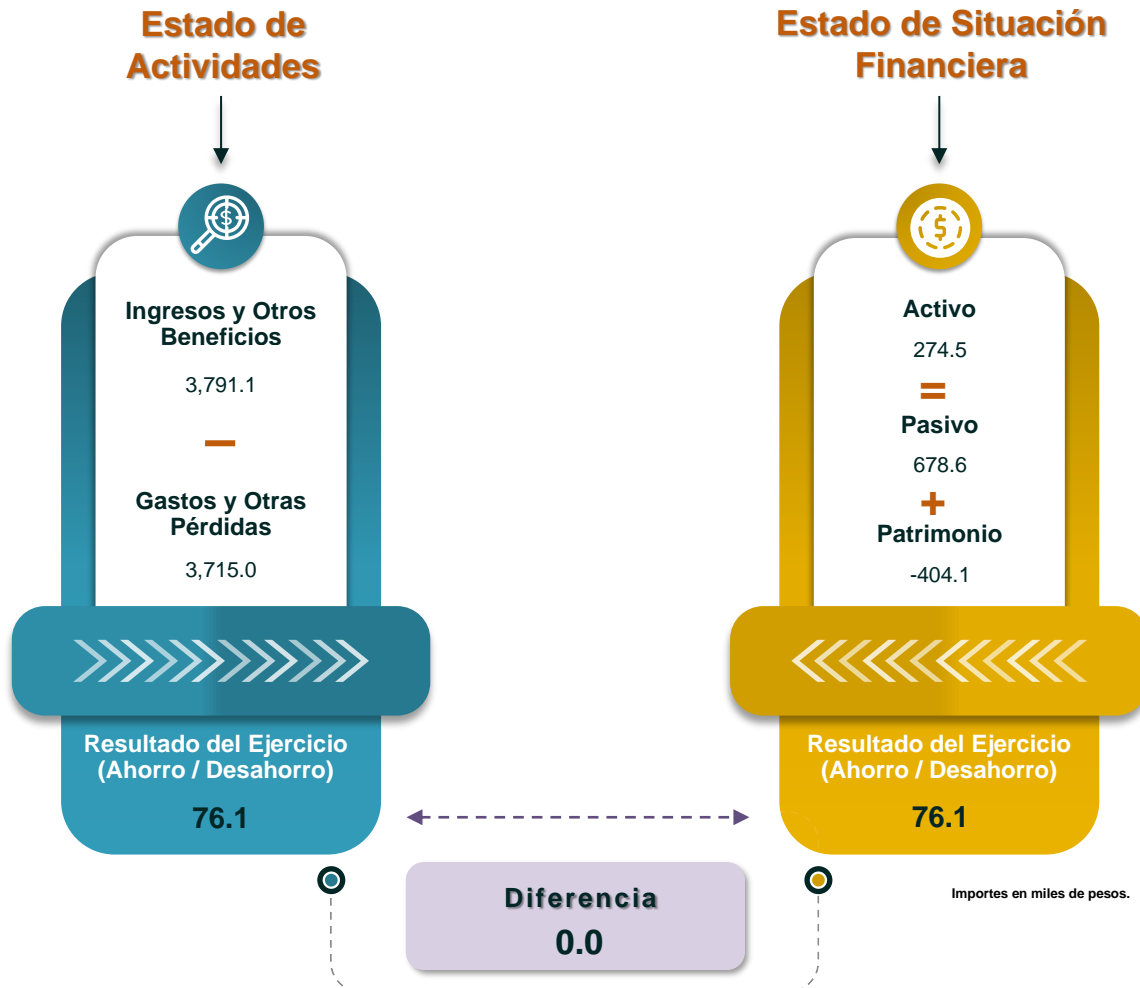 Estado de
Actividades
Ingresos y Otros
Beneficios
3,791.1
–
Gastos y Otras
Pérdidas
3,715.0
Resultado del Ejercicio
(Ahorro / Desahorro)
76.1
Estado de Situación
Financiera
$
Activo
274.5
=
Pasivo
678.6
+
Patrimonio
-404.1
Resultado del Ejercicio
(Ahorro / Desahorro)
76.1
Diferencia
0.0
Importes en miles de pesos.